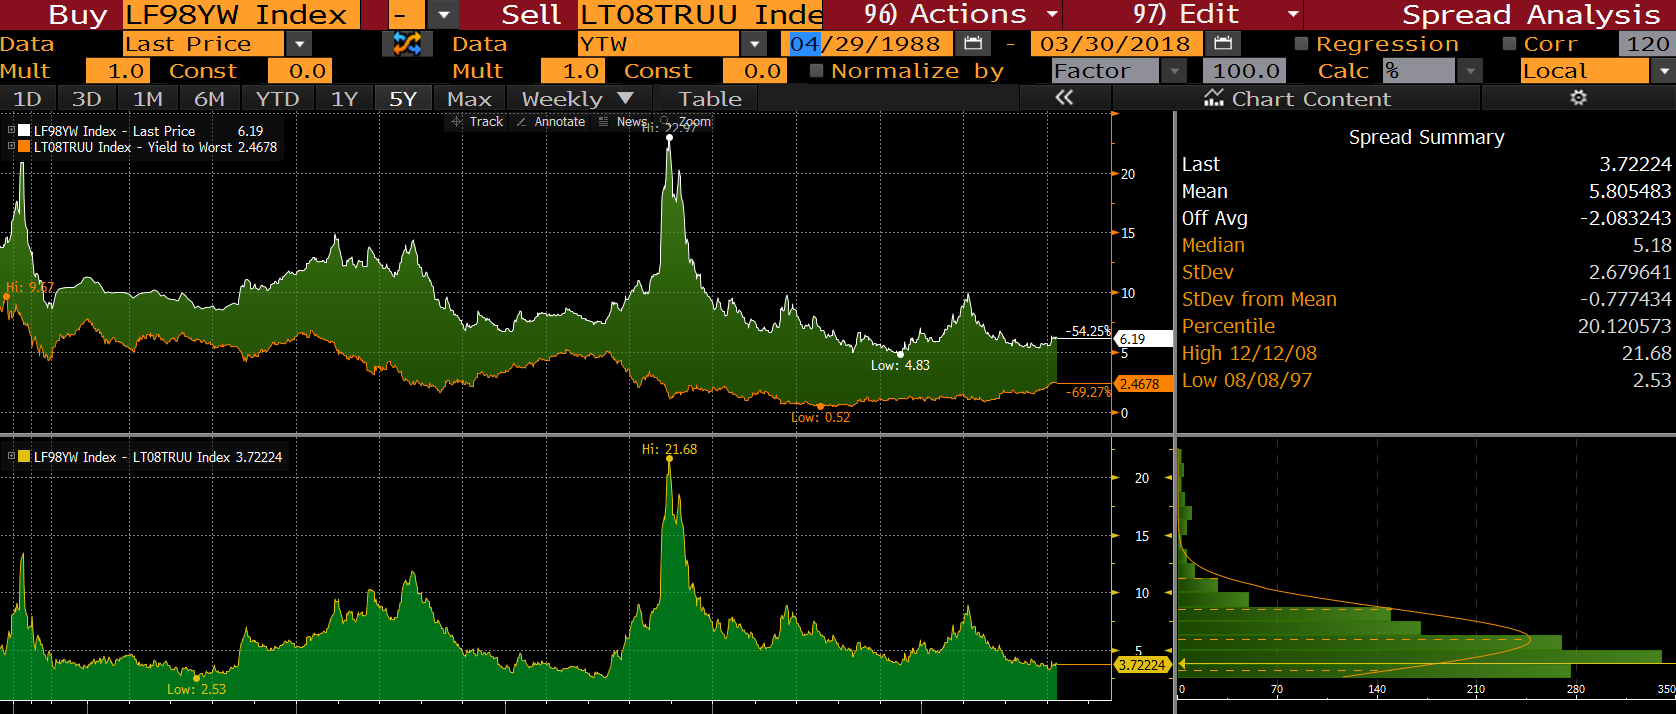 Buy LF98YW Index - Sell LT08TRUU Inde 96) Actions 97) Edit Spread Analysis
Data Last Price Data YTW 04/29/1988 - 03/30/2018 Regression Corr 120
Mult 1.0 Const 0.0 Mult 1.0 Const 0.0 Normalize by Factor 100.0 Calc % Local
1D 3D 1M 6M YTD 1Y 5Y Max Weekly ▼ Table « Chart Content
Track Annotate News Zoom
LF98YW Index - Last Price 6.19
LT08TRUU Index - Yield to Worst 2.4678
Hi: 22.97
Hi: 9.67
Low: 4.83
Low: 0.52
-54.25%
-69.27%
20
15
10
6.19
5
2.4678
0
Spread Summary
Last 3.72224
Mean 5.805483
Off Avg -2.083243
Median 5.18
StDev 2.679641
StDev from Mean -0.777434
Percentile 20.120573
High 12/12/08 21.68
Low 08/08/97 2.53
LF98YW Index - LT08TRUU Index 3.72224
Hi: 21.68
Low: 2.53
20
15
10
5
3.72224
0 70 140 210 280 350